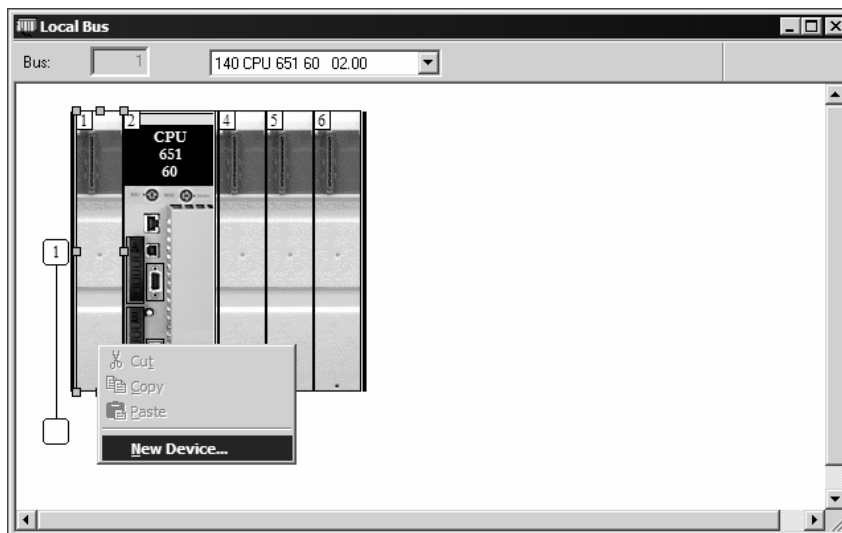 Local Bus
Bus:
1
140 CPU 651 60 02.00
1
2
4
5
6
CPU
651
60
1
Cut
Copy
Paste
New Device...